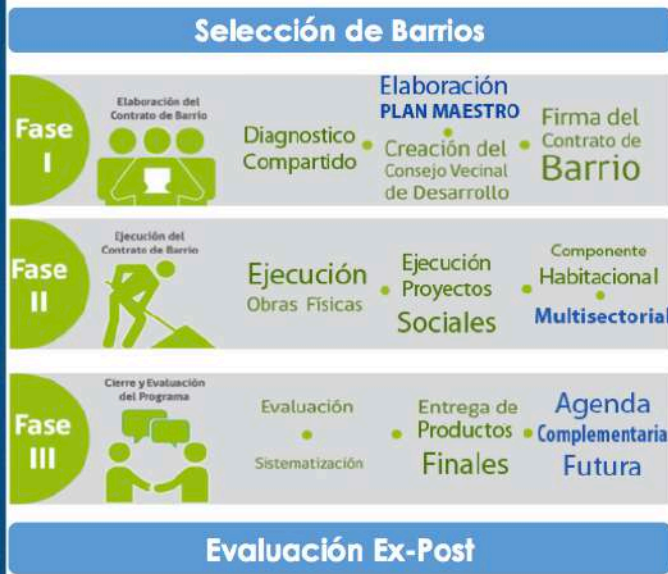 Selección de Barrios
Fase
I
Elaboración del
Contrato de Barrio
Diagnostico
Compartido
Elaboración
PLAN MAESTRO
Creación del
Consejo Vecinal
de Desarrollo
Firma del
Contrato de
Barrio
Fase
II
Ejecución del
Contrato de Barrio
Ejecución
Obras Físicas
Ejecución
Proyectos
Sociales
Componente
Habitacional
Multisectorial
Fase
III
Cierre y Evaluación
del Programa
Evaluación
Sistematización
Entrega de
Productos
Finales
Agenda
Complementaria
Futura
Evaluación Ex-Post